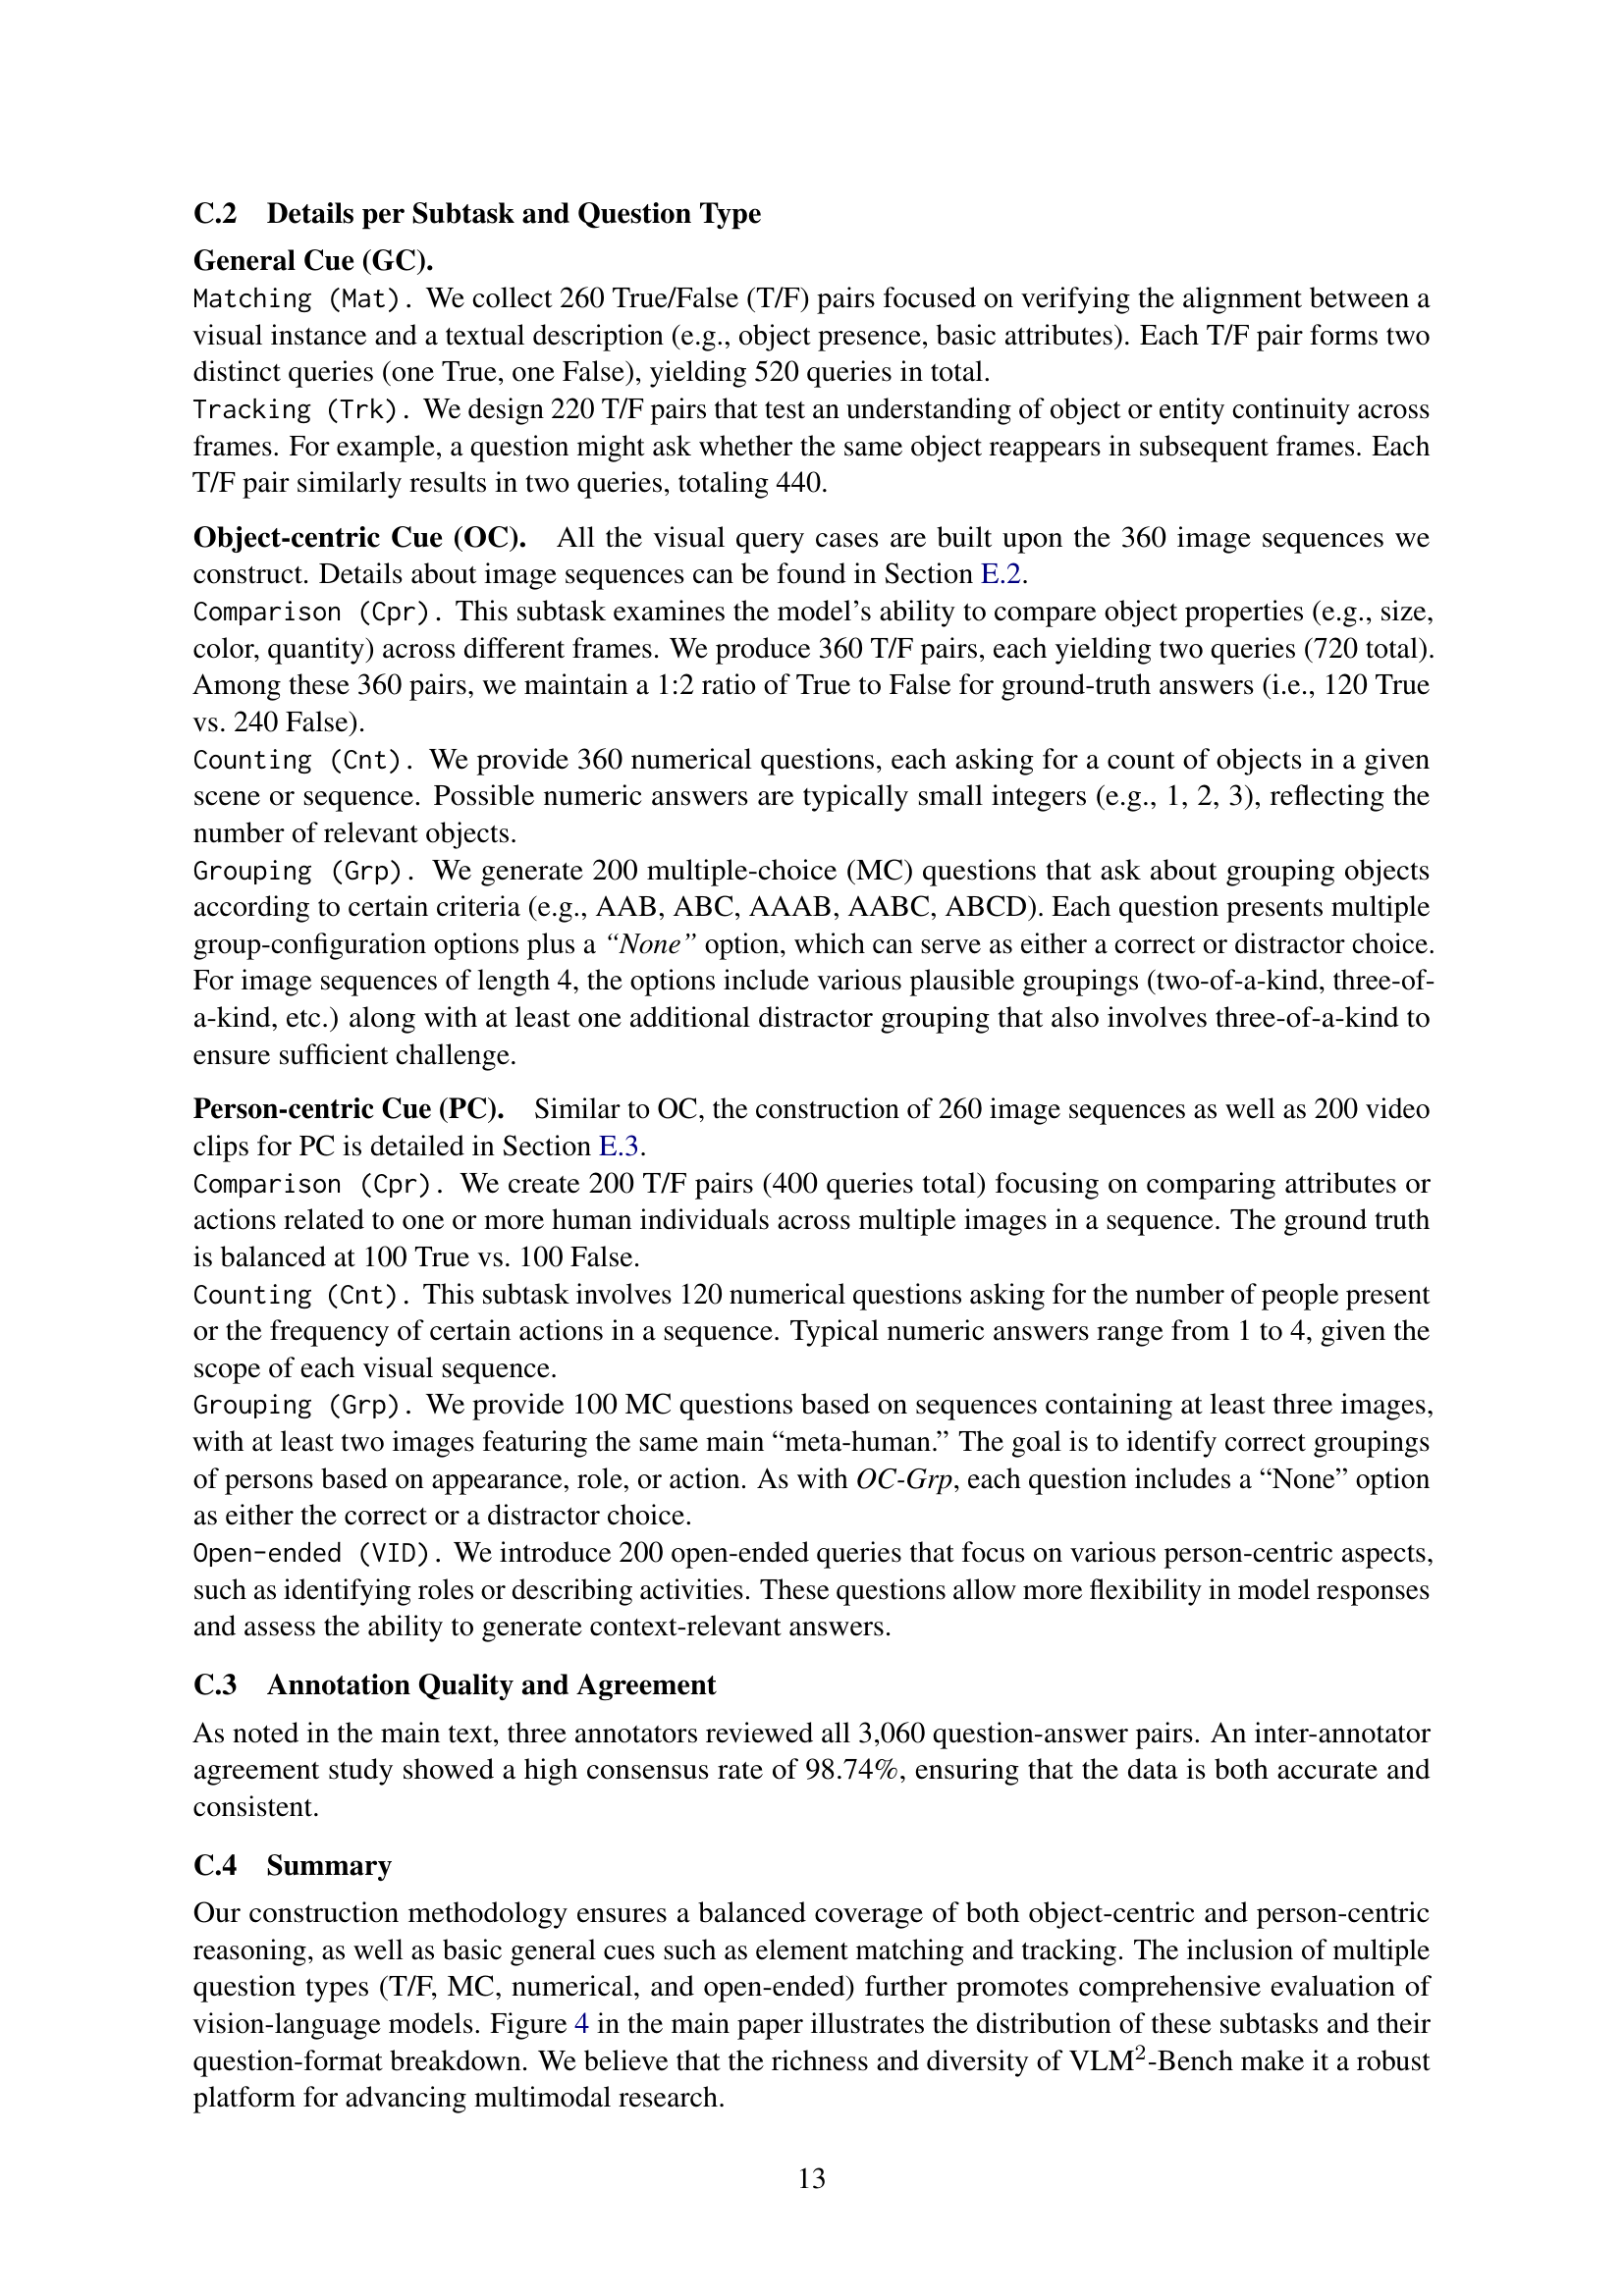 C.2 Details per Subtask and Question Type
General Cue (GC).
Matching (Mat). We collect 260 True/False (T/F) pairs focused on verifying the alignment between a
visual instance and a textual description (e.g., object presence, basic attributes). Each T/F pair forms two
distinct queries (one True, one False), yielding 520 queries in total.
Tracking (Trk). We design 220 T/F pairs that test an understanding of object or entity continuity across
frames. For example, a question might ask whether the same object reappears in subsequent frames. Each
T/F pair similarly results in two queries, totaling 440.
Object-centric Cue (OC). All the visual query cases are built upon the 360 image sequences we
construct. Details about image sequences can be found in Section E.2.
Comparison (Cpr). This subtask examines the model's ability to compare object properties (e.g., size,
color, quantity) across different frames. We produce 360 T/F pairs, each yielding two queries (720 total).
Among these 360 pairs, we maintain a 1:2 ratio of True to False for ground-truth answers (i.e., 120 True
vs. 240 False).
Counting (Cnt). We provide 360 numerical questions, each asking for a count of objects in a given
scene or sequence. Possible numeric answers are typically small integers (e.g., 1, 2, 3), reflecting the
number of relevant objects.
Grouping (Grp). We generate 200 multiple-choice (MC) questions that ask about grouping objects
according to certain criteria (e.g., AAB, ABC, AAAB, AABC, ABCD). Each question presents multiple
group-configuration options plus a “None” option, which can serve as either a correct or distractor choice.
For image sequences of length 4, the options include various plausible groupings (two-of-a-kind, three-of-
a-kind, etc.) along with at least one additional distractor grouping that also involves three-of-a-kind to
ensure sufficient challenge.
Person-centric Cue (PC). Similar to OC, the construction of 260 image sequences as well as 200 video
clips for PC is detailed in Section E.3.
Comparison (Cpr). We create 200 T/F pairs (400 queries total) focusing on comparing attributes or
actions related to one or more human individuals across multiple images in a sequence. The ground truth
is balanced at 100 True vs. 100 False.
Counting (Cnt). This subtask involves 120 numerical questions asking for the number of people present
or the frequency of certain actions in a sequence. Typical numeric answers range from 1 to 4, given the
scope of each visual sequence.
Grouping (Grp). We provide 100 MC questions based on sequences containing at least three images,
with at least two images featuring the same main “meta-human.” The goal is to identify correct groupings
of persons based on appearance, role, or action. As with OC-Grp, each question includes a “None” option
as either the correct or a distractor choice.
Open-ended (VID). We introduce 200 open-ended queries that focus on various person-centric aspects,
such as identifying roles or describing activities. These questions allow more flexibility in model responses
and assess the ability to generate context-relevant answers.
C.3 Annotation Quality and Agreement
As noted in the main text, three annotators reviewed all 3,060 question-answer pairs. An inter-annotator
agreement study showed a high consensus rate of 98.74%, ensuring that the data is both accurate and
consistent.
C.4 Summary
Our construction methodology ensures a balanced coverage of both object-centric and person-centric
reasoning, as well as basic general cues such as element matching and tracking. The inclusion of multiple
question types (T/F, MC, numerical, and open-ended) further promotes comprehensive evaluation of
vision-language models. Figure 4 in the main paper illustrates the distribution of these subtasks and their
question-format breakdown. We believe that the richness and diversity of VLM²-Bench make it a robust
platform for advancing multimodal research.
13